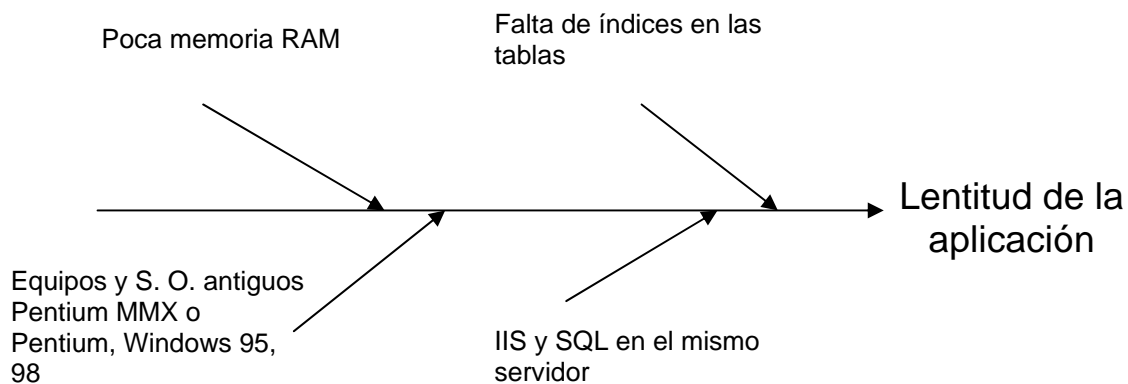 Poca memoria RAM
Falta de índices en las
tablas
Lentitud de la
aplicación
Equipos y S. O. antiguos
Pentium MMX o
Pentium, Windows 95,
98
IIS y SQL en el mismo
servidor